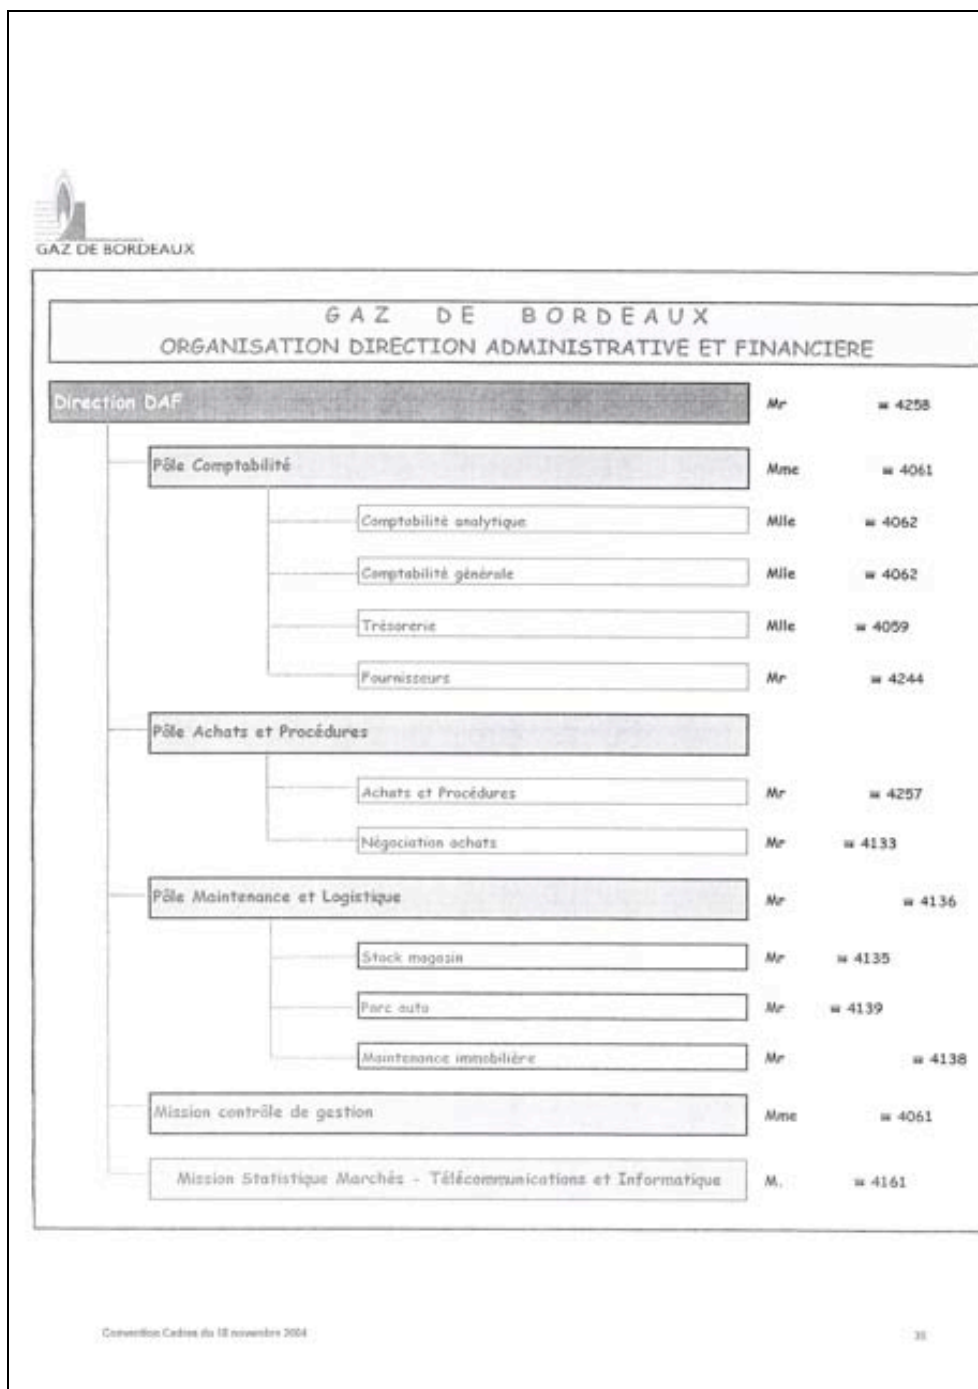 GAZ DE BORDEAUX
GAZ DE BORDEAUX
ORGANISATION DIRECTION ADMINISTRATIVE ET FINANCIERE
Direction DAF Mr ☎ 4258
Pôle Comptabilité Mme ☎ 4061
Comptabilité analytique Mlle ☎ 4062
Comptabilité générale Mlle ☎ 4062
Trésorerie Mlle ☎ 4059
Fournisseurs Mr ☎ 4244
Pôle Achats et Procédures
Achats et Procédures Mr ☎ 4257
Négociation achats Mr ☎ 4133
Pôle Maintenance et Logistique Mr ☎ 4136
Stock magasin Mr ☎ 4135
Parc auto Mr ☎ 4139
Maintenance immobilière Mr ☎ 4138
Mission contrôle de gestion Mme ☎ 4061
Mission Statistique Marchés - Télécommunications et Informatique M. ☎ 4161
Convention Cadres du 18 novembre 2004